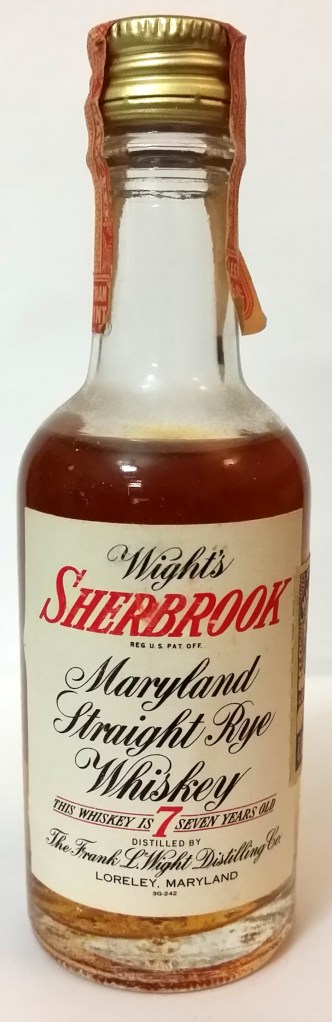 Wight's
SHERBROOK
REG. U. S. PAT. OFF.
Maryland
Straight Rye
Whiskey
THIS WHISKEY IS 7 SEVEN YEARS OLD
DISTILLED BY
The Frank L. Wight Distilling Co.
LORELEY, MARYLAND
3G-242